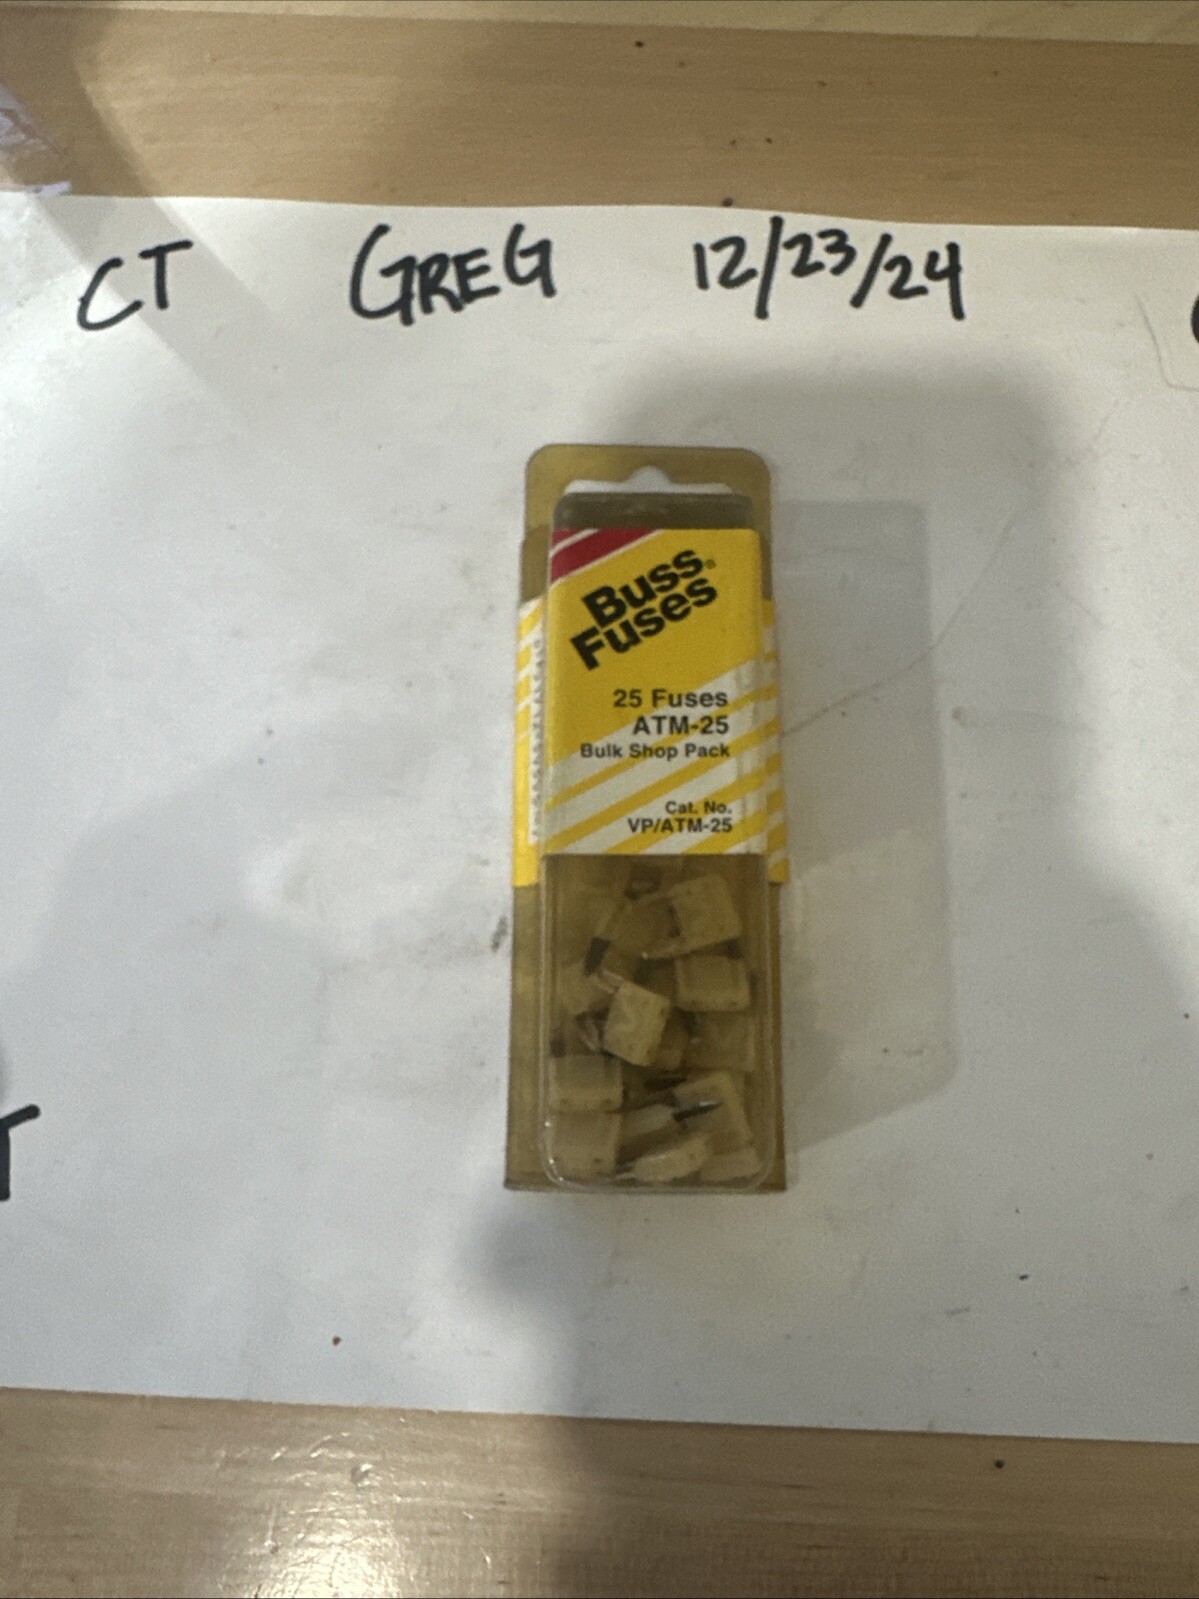 CT GREG 12/23/24
Buss®
Fuses
25 Fuses
ATM-25
Bulk Shop Pack
Cat. No.
VP/ATM-25